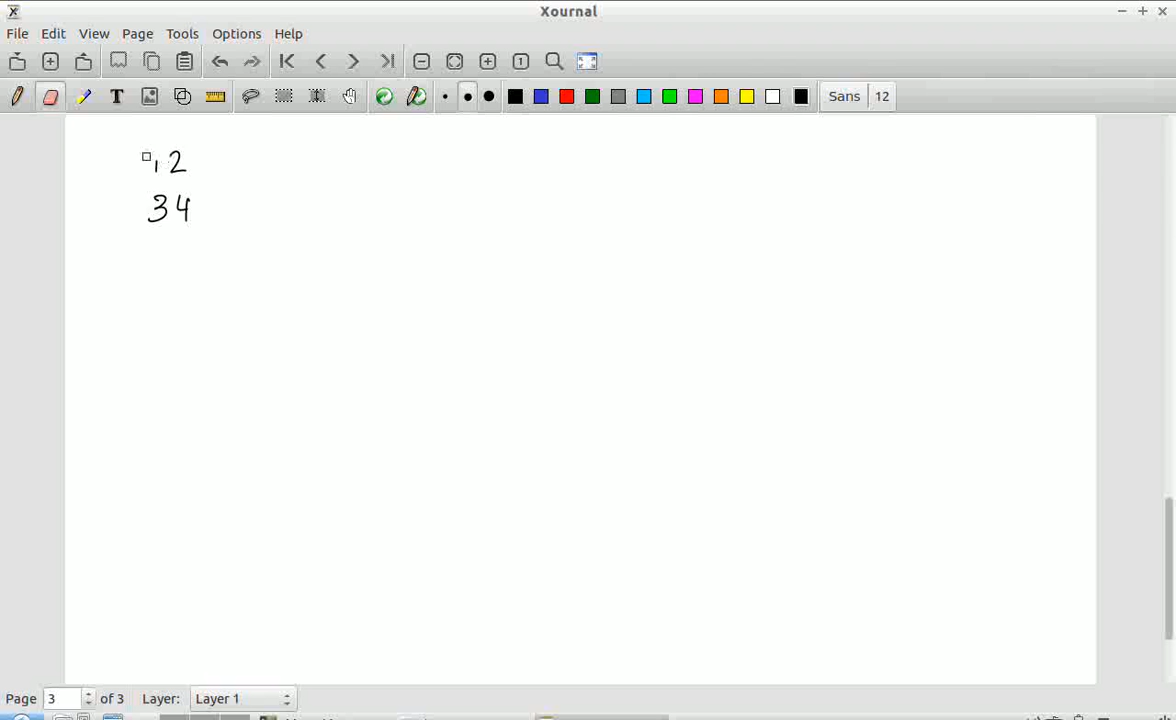 Xournal
File Edit View Page Tools Options Help
1 T Sans 12
12
34
Page 3 of 3 Layer: Layer 1